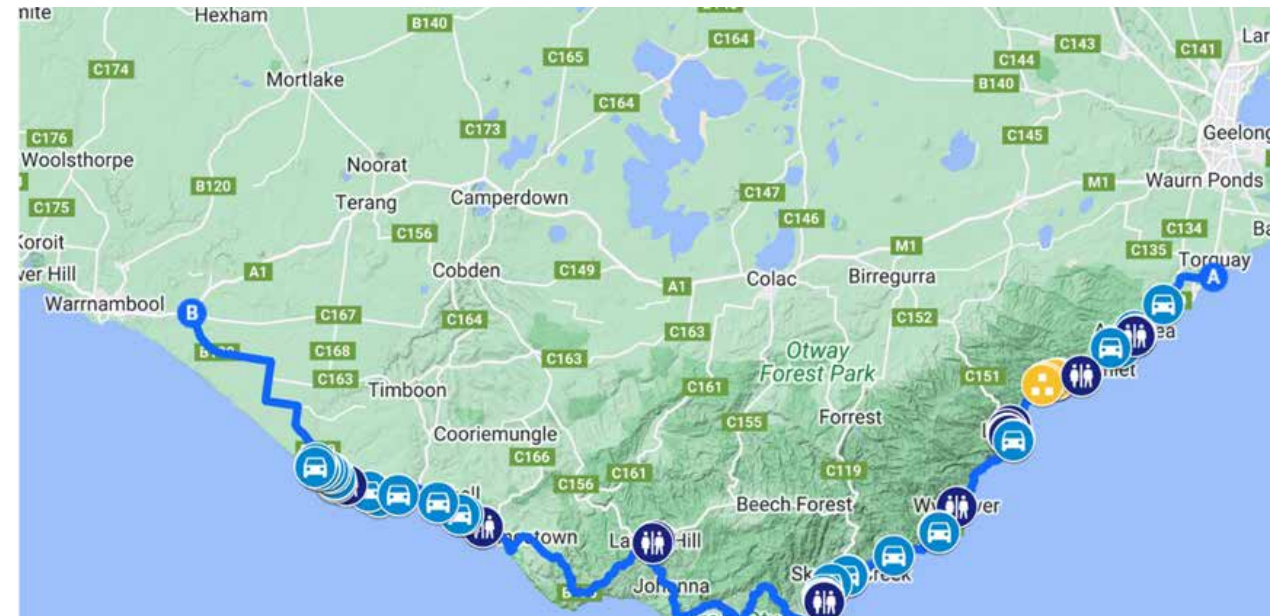 Hexham
B140
C164
C143
C141
C174
C165
C144
B140
Mortlake
C164
C176
C173
C145
Geelong
Woolsthorpe
Noorat
B120
M1
Waurn Ponds
C147
Terang
Camperdown
C175
C146
C134
C156
M1
C135
Koroit
Torquay
A
A1
Cobden
C149
Colac
Birregurra
A1
Warrnambool
B
C167
C164
C152
C163
C168
C163
Otway
Forest Park
C151
C163
Timboon
C161
C155
Forrest
Cooriemungle
C166
C161
C119
C156
Beech Forest
Johanna